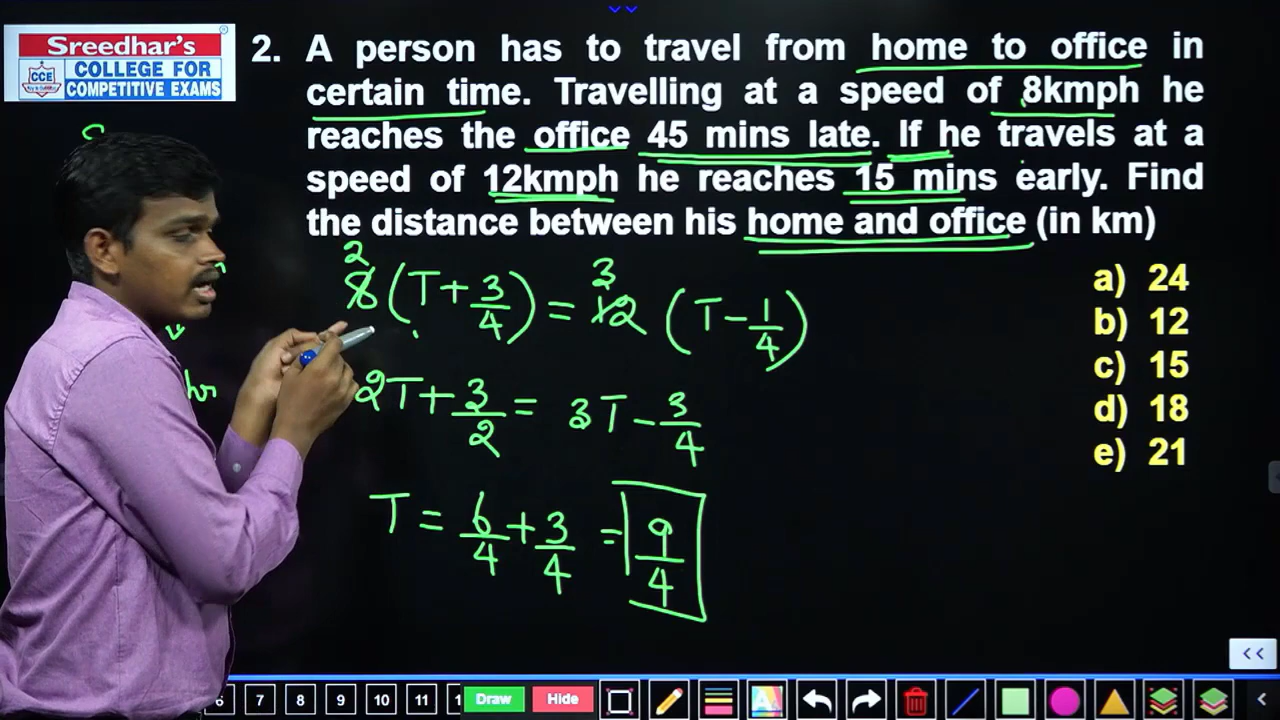 Sreedhar's
CCE
COLLEGE FOR
COMPETITIVE EXAMS
2. A person has to travel from home to office in
certain time. Travelling at a speed of 8kmph he
reaches the office 45 mins late. If he travels at a
speed of 12kmph he reaches 15 mins early. Find
the distance between his home and office (in km)
a) 24
b) 12
c) 15
d) 18
e) 21
2 3
8(T+3/4) = 12(T-1/4)
hr
2T+3/2 = 3T-3/4
T = 6/4+3/4 = 9/4
<<
6 7 8 9 10 11 1 Draw Hide A <